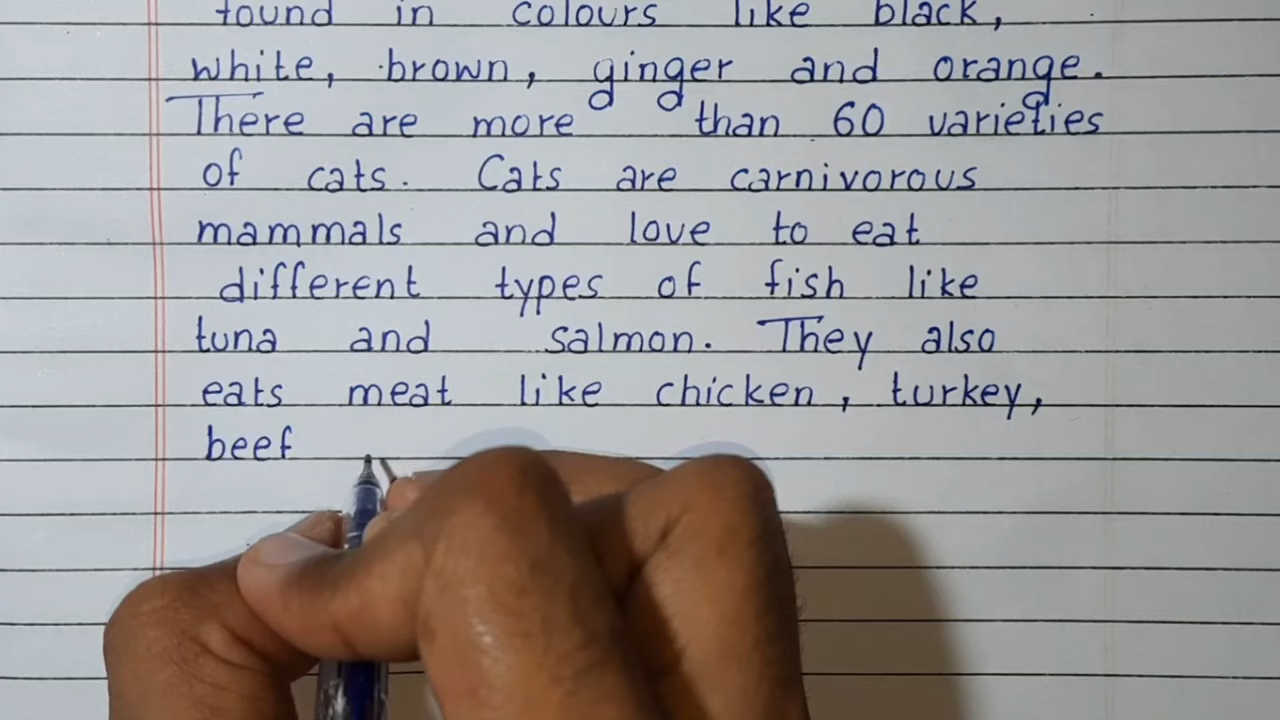 found in colours like black,
white, brown, ginger and orange.
There are more than 60 varieties
of cats. Cats are carnivorous
mammals and love to eat
different types of fish like
tuna and salmon. They also
eats meat like chicken, turkey,
beef